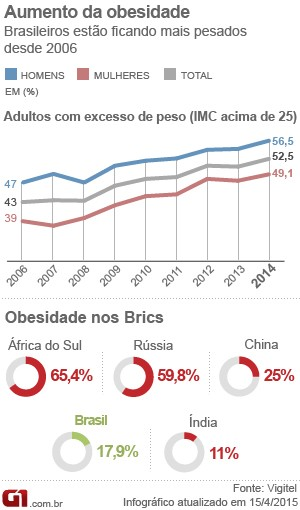 Aumento da obesidade
Brasileiros estão ficando mais pesados
desde 2006
HOMENS MULHERES TOTAL
EM (%)
Adultos com excesso de peso (IMC acima de 25)
56,5
52,5
49,1
47
43
39
2006 2007 2008 2009 2010 2011 2012 2013 2014
Obesidade nos Brics
África do Sul Rússia China
65,4% 59,8% 25%
Brasil Índia
17,9% 11%
Fonte: Vigitel
G1.com.br Infográfico atualizado em 15/4/2015